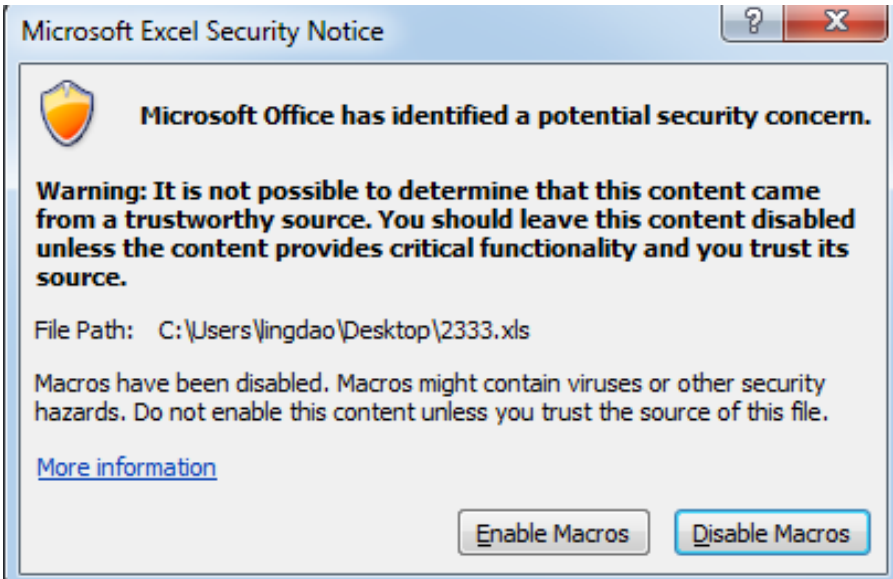 Microsoft Excel Security Notice
Microsoft Office has identified a potential security concern.
Warning: It is not possible to determine that this content came
from a trustworthy source. You should leave this content disabled
unless the content provides critical functionality and you trust its
source.
File Path: C:\Users\lingdao\Desktop\2333.xls
Macros have been disabled. Macros might contain viruses or other security
hazards. Do not enable this content unless you trust the source of this file.
More information
Enable Macros Disable Macros